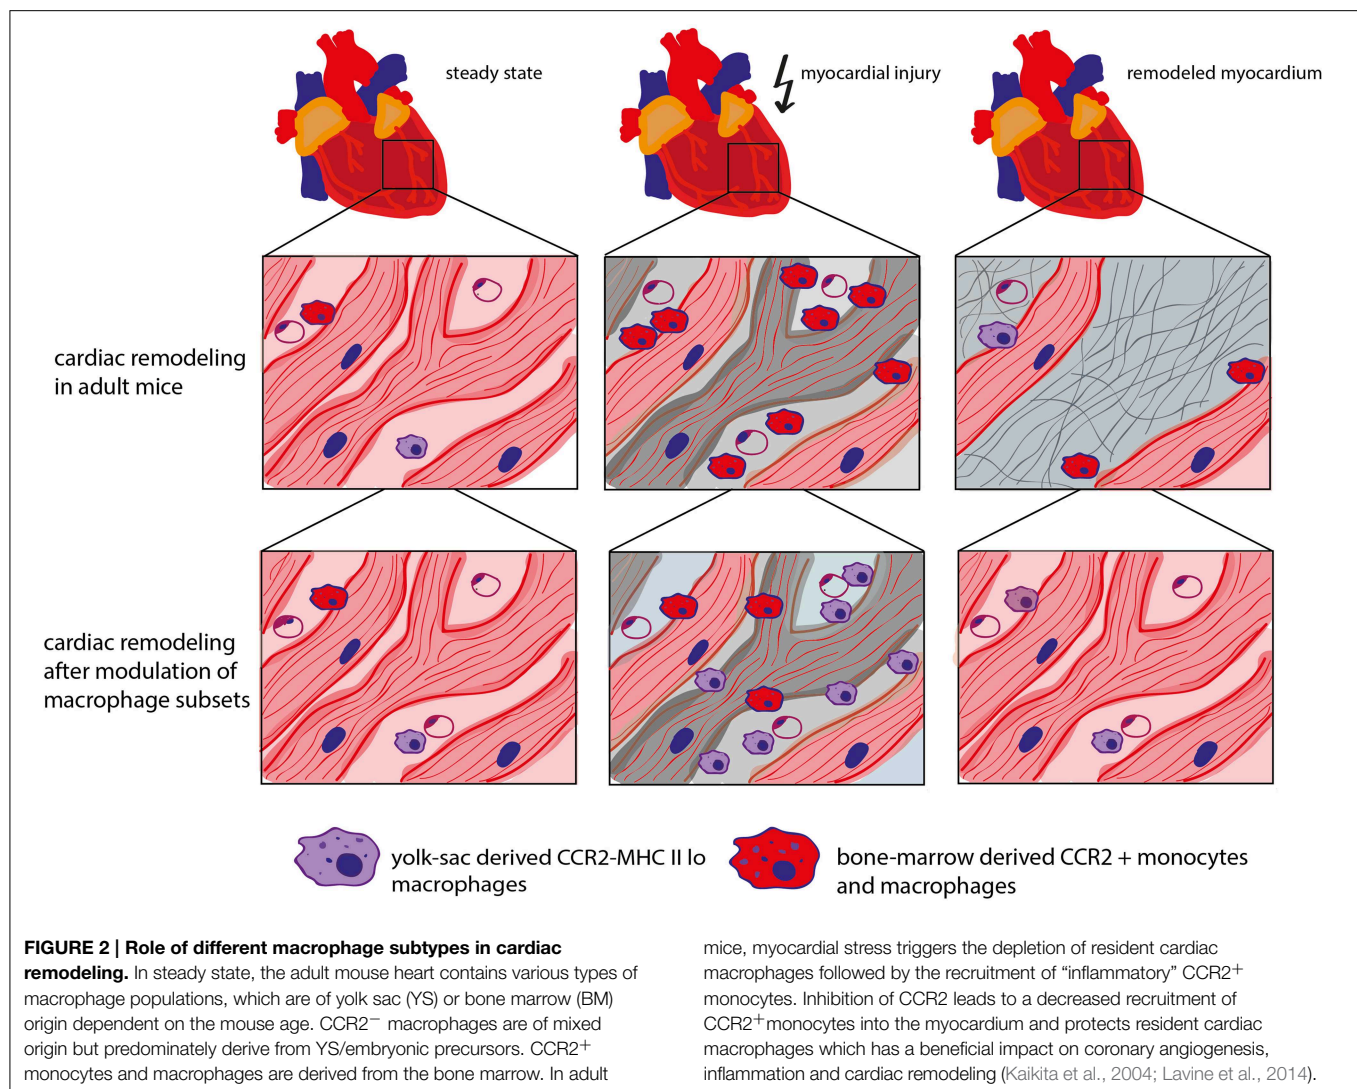 steady state
myocardial injury
remodeled myocardium
cardiac remodeling
in adult mice
cardiac remodeling
after modulation of
macrophage subsets
yolk-sac derived CCR2-MHC II lo
macrophages
bone-marrow derived CCR2 + monocytes
and macrophages
FIGURE 2 | Role of different macrophage subtypes in cardiac
remodeling. In steady state, the adult mouse heart contains various types of
macrophage populations, which are of yolk sac (YS) or bone marrow (BM)
origin dependent on the mouse age. CCR2− macrophages are of mixed
origin but predominately derive from YS/embryonic precursors. CCR2+
monocytes and macrophages are derived from the bone marrow. In adult
mice, myocardial stress triggers the depletion of resident cardiac
macrophages followed by the recruitment of “inflammatory” CCR2+
monocytes. Inhibition of CCR2 leads to a decreased recruitment of
CCR2+monocytes into the myocardium and protects resident cardiac
macrophages which has a beneficial impact on coronary angiogenesis,
inflammation and cardiac remodeling (Kaikita et al., 2004; Lavine et al., 2014).